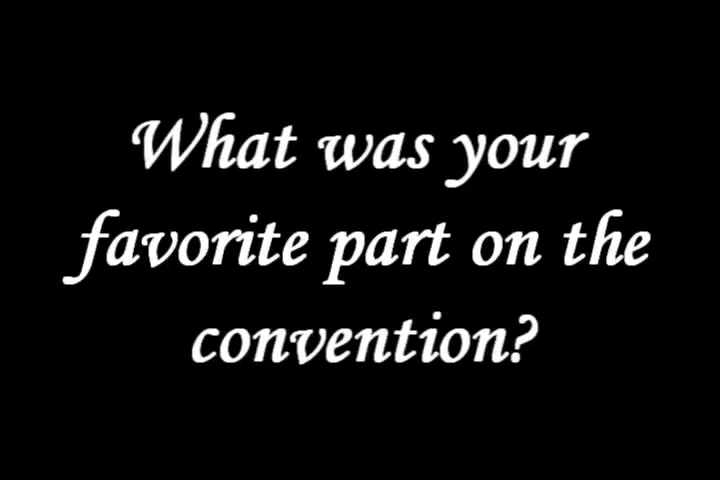 What was your
favorite part on the
convention?